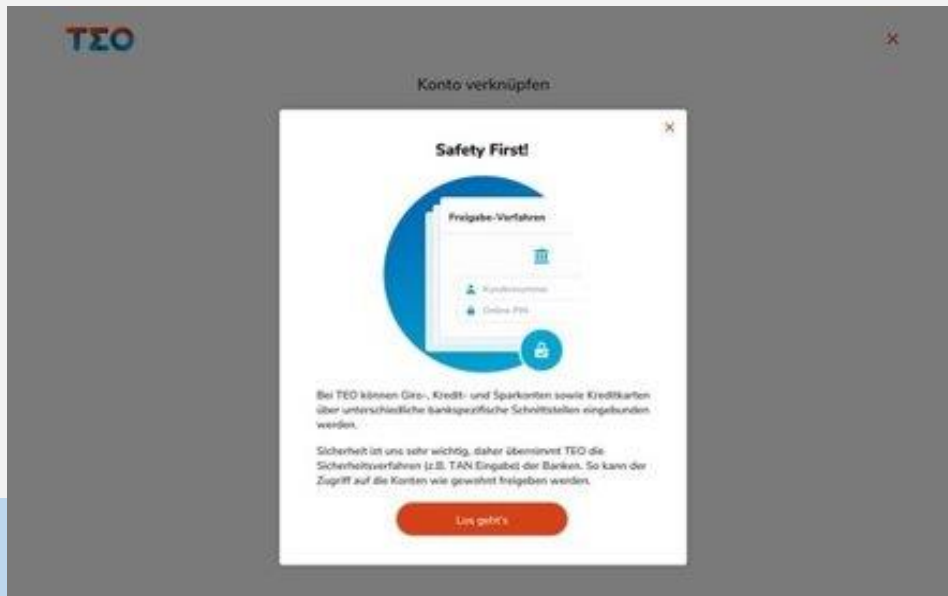 TΣO
Konto verknüpfen
Safety First!
Freigabe-Verfahren
Kundennummer
Online PIN
Bei TEO können Giro-, Kredit- und Sparkonten sowie Kreditkarten
über unterschiedliche bankspezifische Schnittstellen eingebunden
werden.
Sicherheit ist uns sehr wichtig, daher übernimmt TEO die
Sicherheitsverfahren (z.B. TAN Eingabe) der Banken. So kann der
Zugriff auf die Konten wie gewohnt freigeben werden.
Los geht's